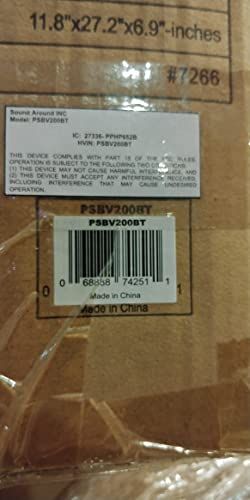 11.8"x27.2"x6.9"-inches
#7266
Sound Around INC
Model: PSBV200BT
IC: 27336- PPHP652B
HVIN: PSBV200BT
THIS DEVICE COMPLIES WITH PART 15 OF THE FCC RULES
OPERATION IS SUBJECT TO THE FOLLOWING TWO CONDITIONS:
(1) THIS DEVICE MAY NOT CAUSE HARMFUL INTERFERENCE, AND
(2) THIS DEVICE MUST ACCEPT ANY INTERFERENCE RECEIVED,
INCLUDING INTERFERENCE THAT MAY CAUSE UNDESIRED
OPERATION.
PSBV200BT
PSBV200BT
0 68888 74251 1
0 1
Made in China
Made in China